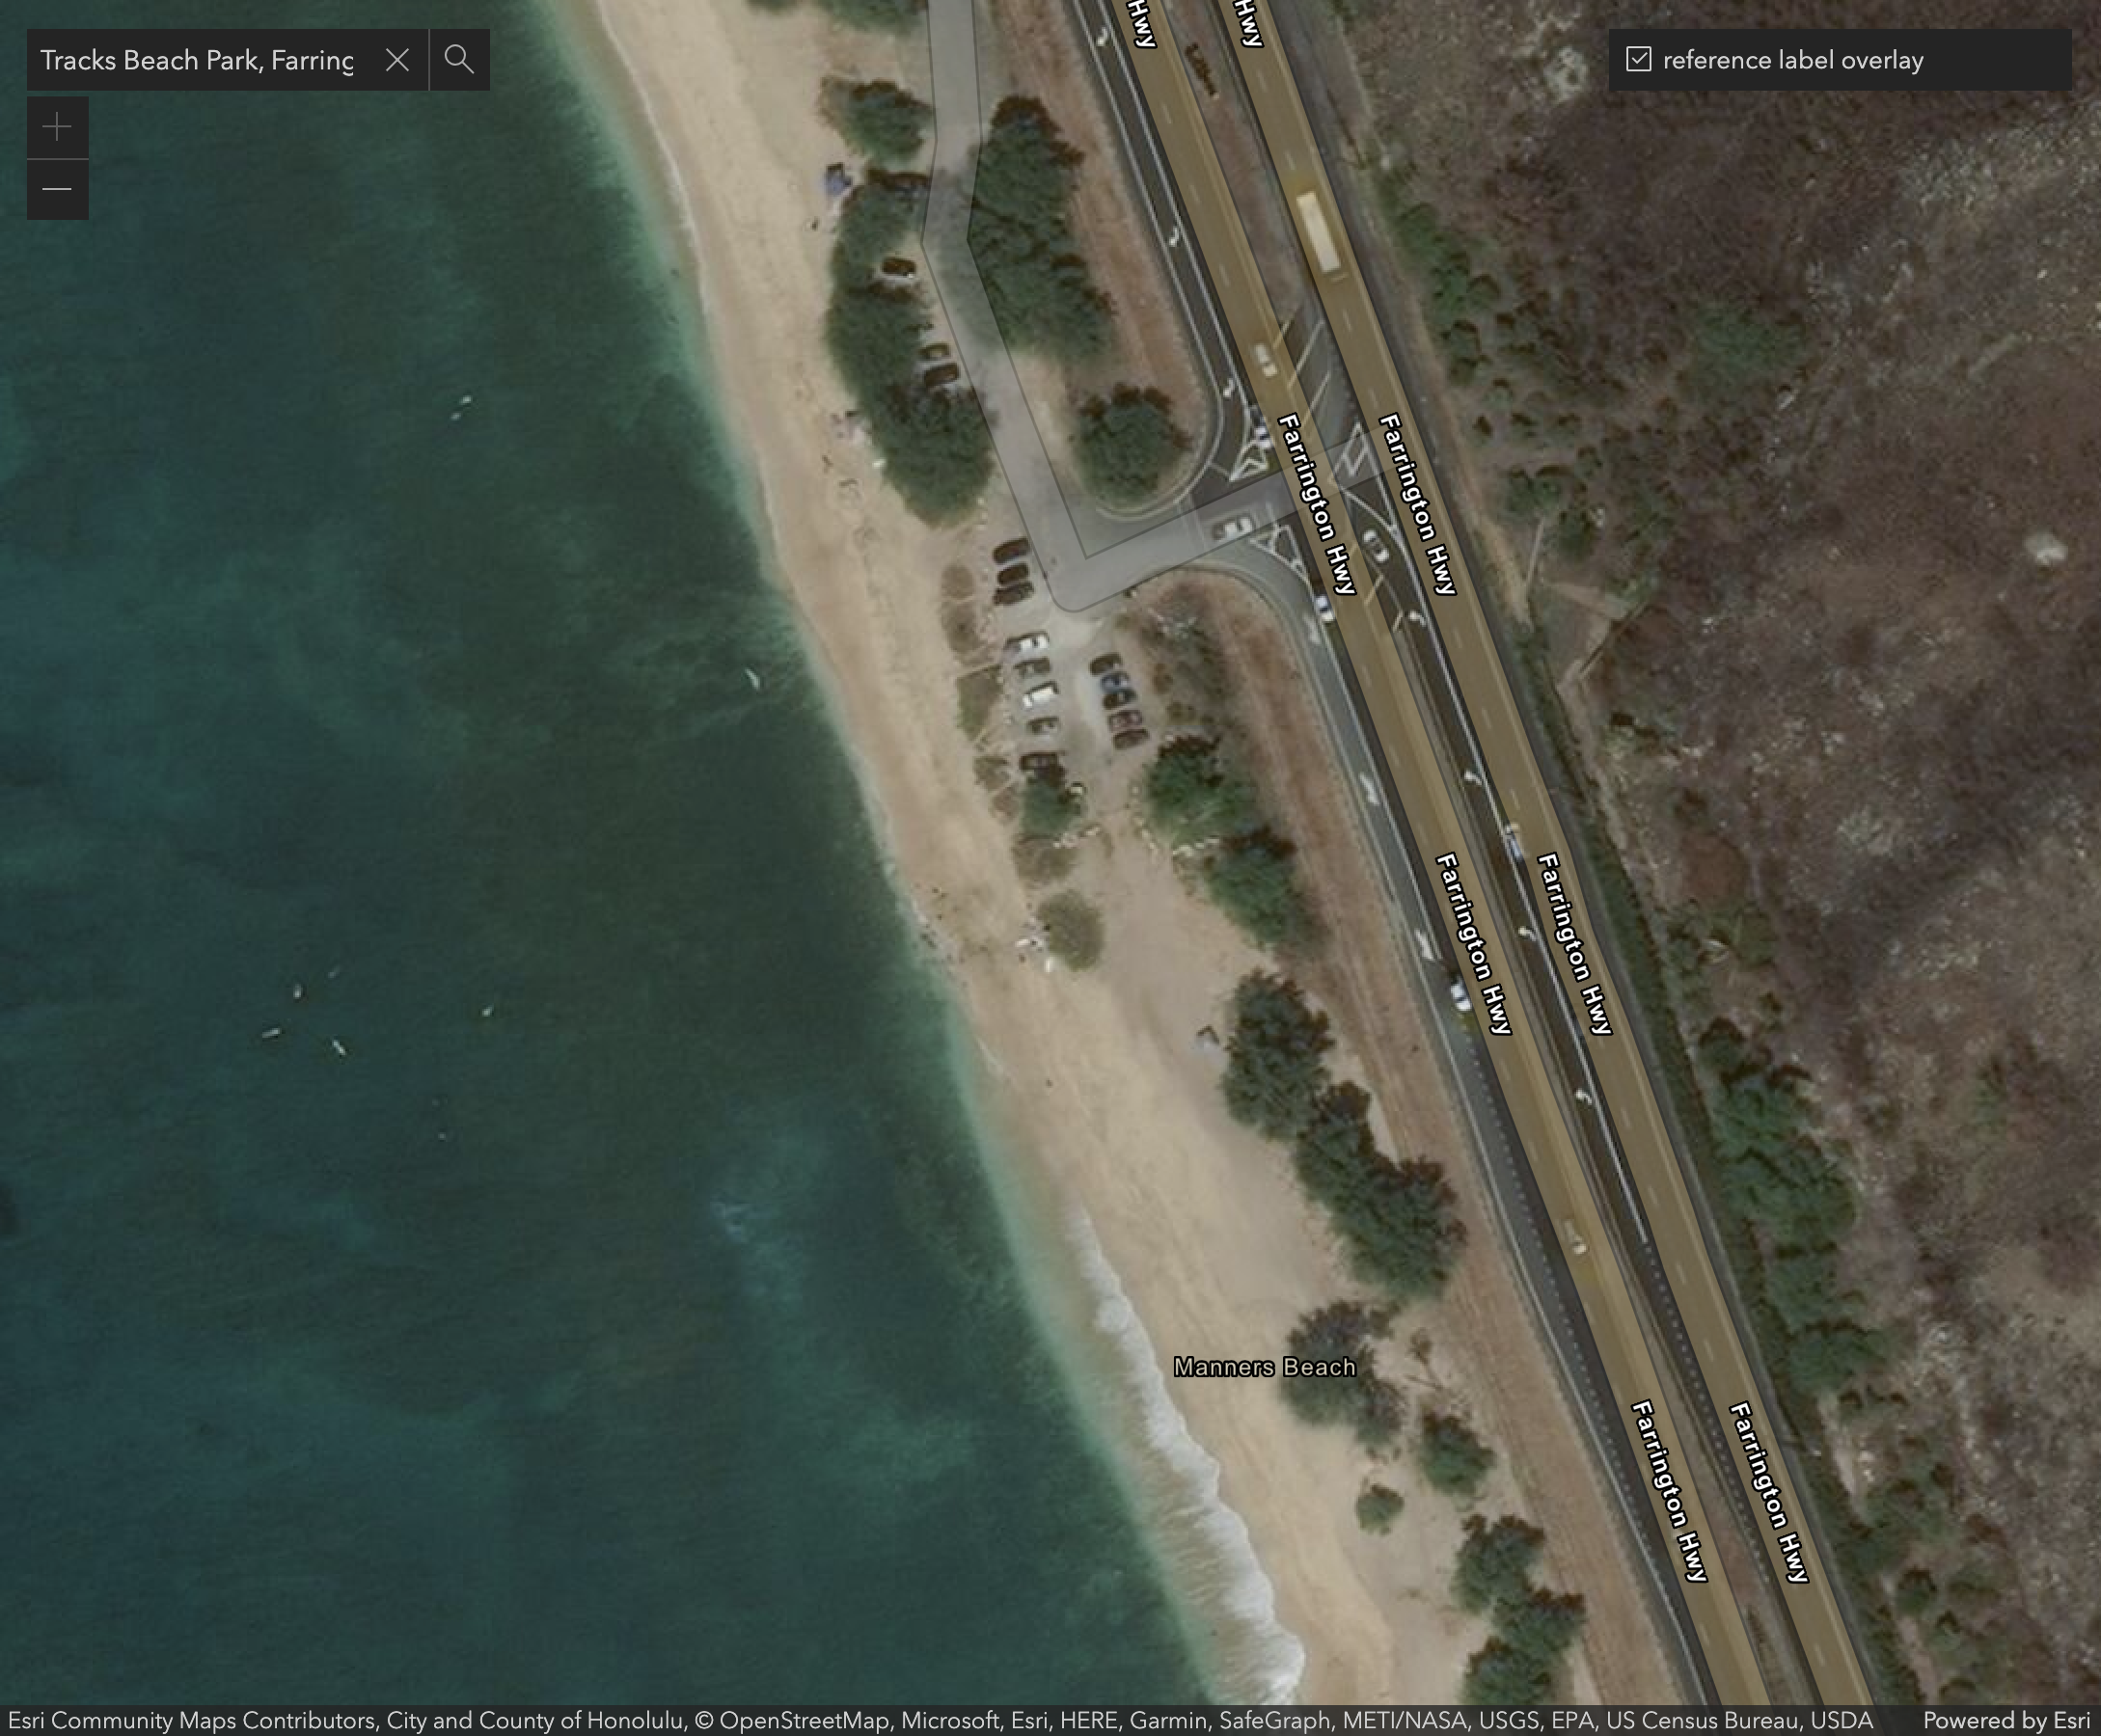 Tracks Beach Park, Farring
reference label overlay
Hwy
Hwy
Farrington Hwy
Farrington Hwy
Farrington Hwy
Farrington Hwy
Manners Beach
Farrington Hwy
Farrington Hwy
Esri Community Maps Contributors, City and County of Honolulu, © OpenStreetMap, Microsoft, Esri, HERE, Garmin, SafeGraph, METI/NASA, USGS, EPA, US Census Bureau, USDA
Powered by Esri